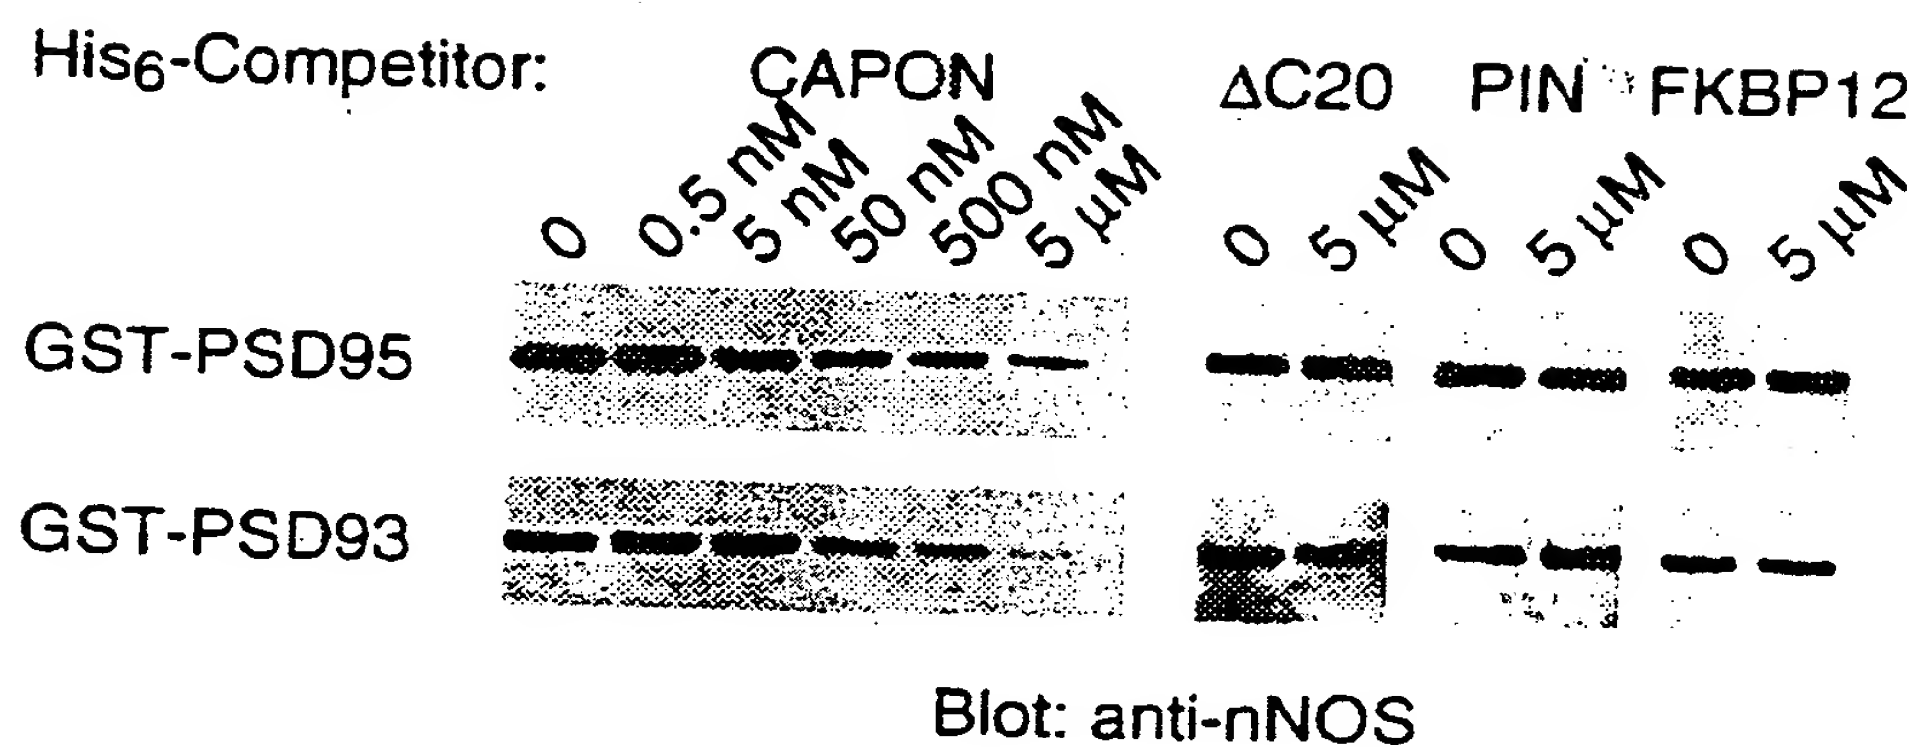 His6-Competitor: CAPON ΔC20 PIN FKBP12
0 0.5 nM 5 nM 50 nM 500 nM 5 μM 0 5 μM 0 5 μM 0 5 μM
GST-PSD95
GST-PSD93
Blot: anti-nNOS